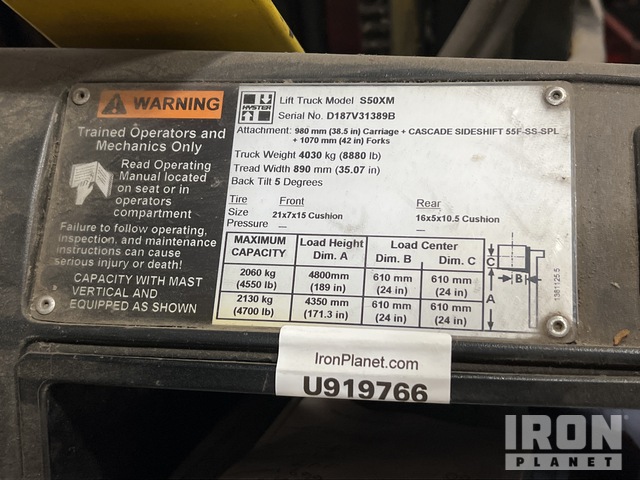 WARNING
Trained Operators and
Mechanics Only
Read Operating
Manual located
on seat or in
operators
compartment
Failure to follow operating,
inspection, and maintenance
instructions can cause
serious injury or death!
CAPACITY WITH MAST
VERTICAL AND
EQUIPPED AS SHOWN
HYSTER
Lift Truck Model S50XM
Serial No. D187V31389B
Attachment: 980 mm (38.5 in) Carriage + CASCADE SIDESHIFT 55F-SS-SPL
+ 1070 mm (42 in) Forks
Truck Weight 4030 kg (8880 lb)
Tread Width 890 mm (35.07 in)
Back Tilt 5 Degrees
Tire Front Rear
Size 21x7x15 Cushion 16x5x10.5 Cushion
Pressure — —
MAXIMUM CAPACITY Load Height Dim. A Load Center Dim. B Dim. C
2060 kg (4550 lb) 4800mm (189 in) 610 mm (24 in) 610 mm (24 in)
2130 kg (4700 lb) 4350 mm (171.3 in) 610 mm (24 in) 610 mm (24 in)
C
B
A
1381125.5
IronPlanet.com
U919766
IRON
PLANET